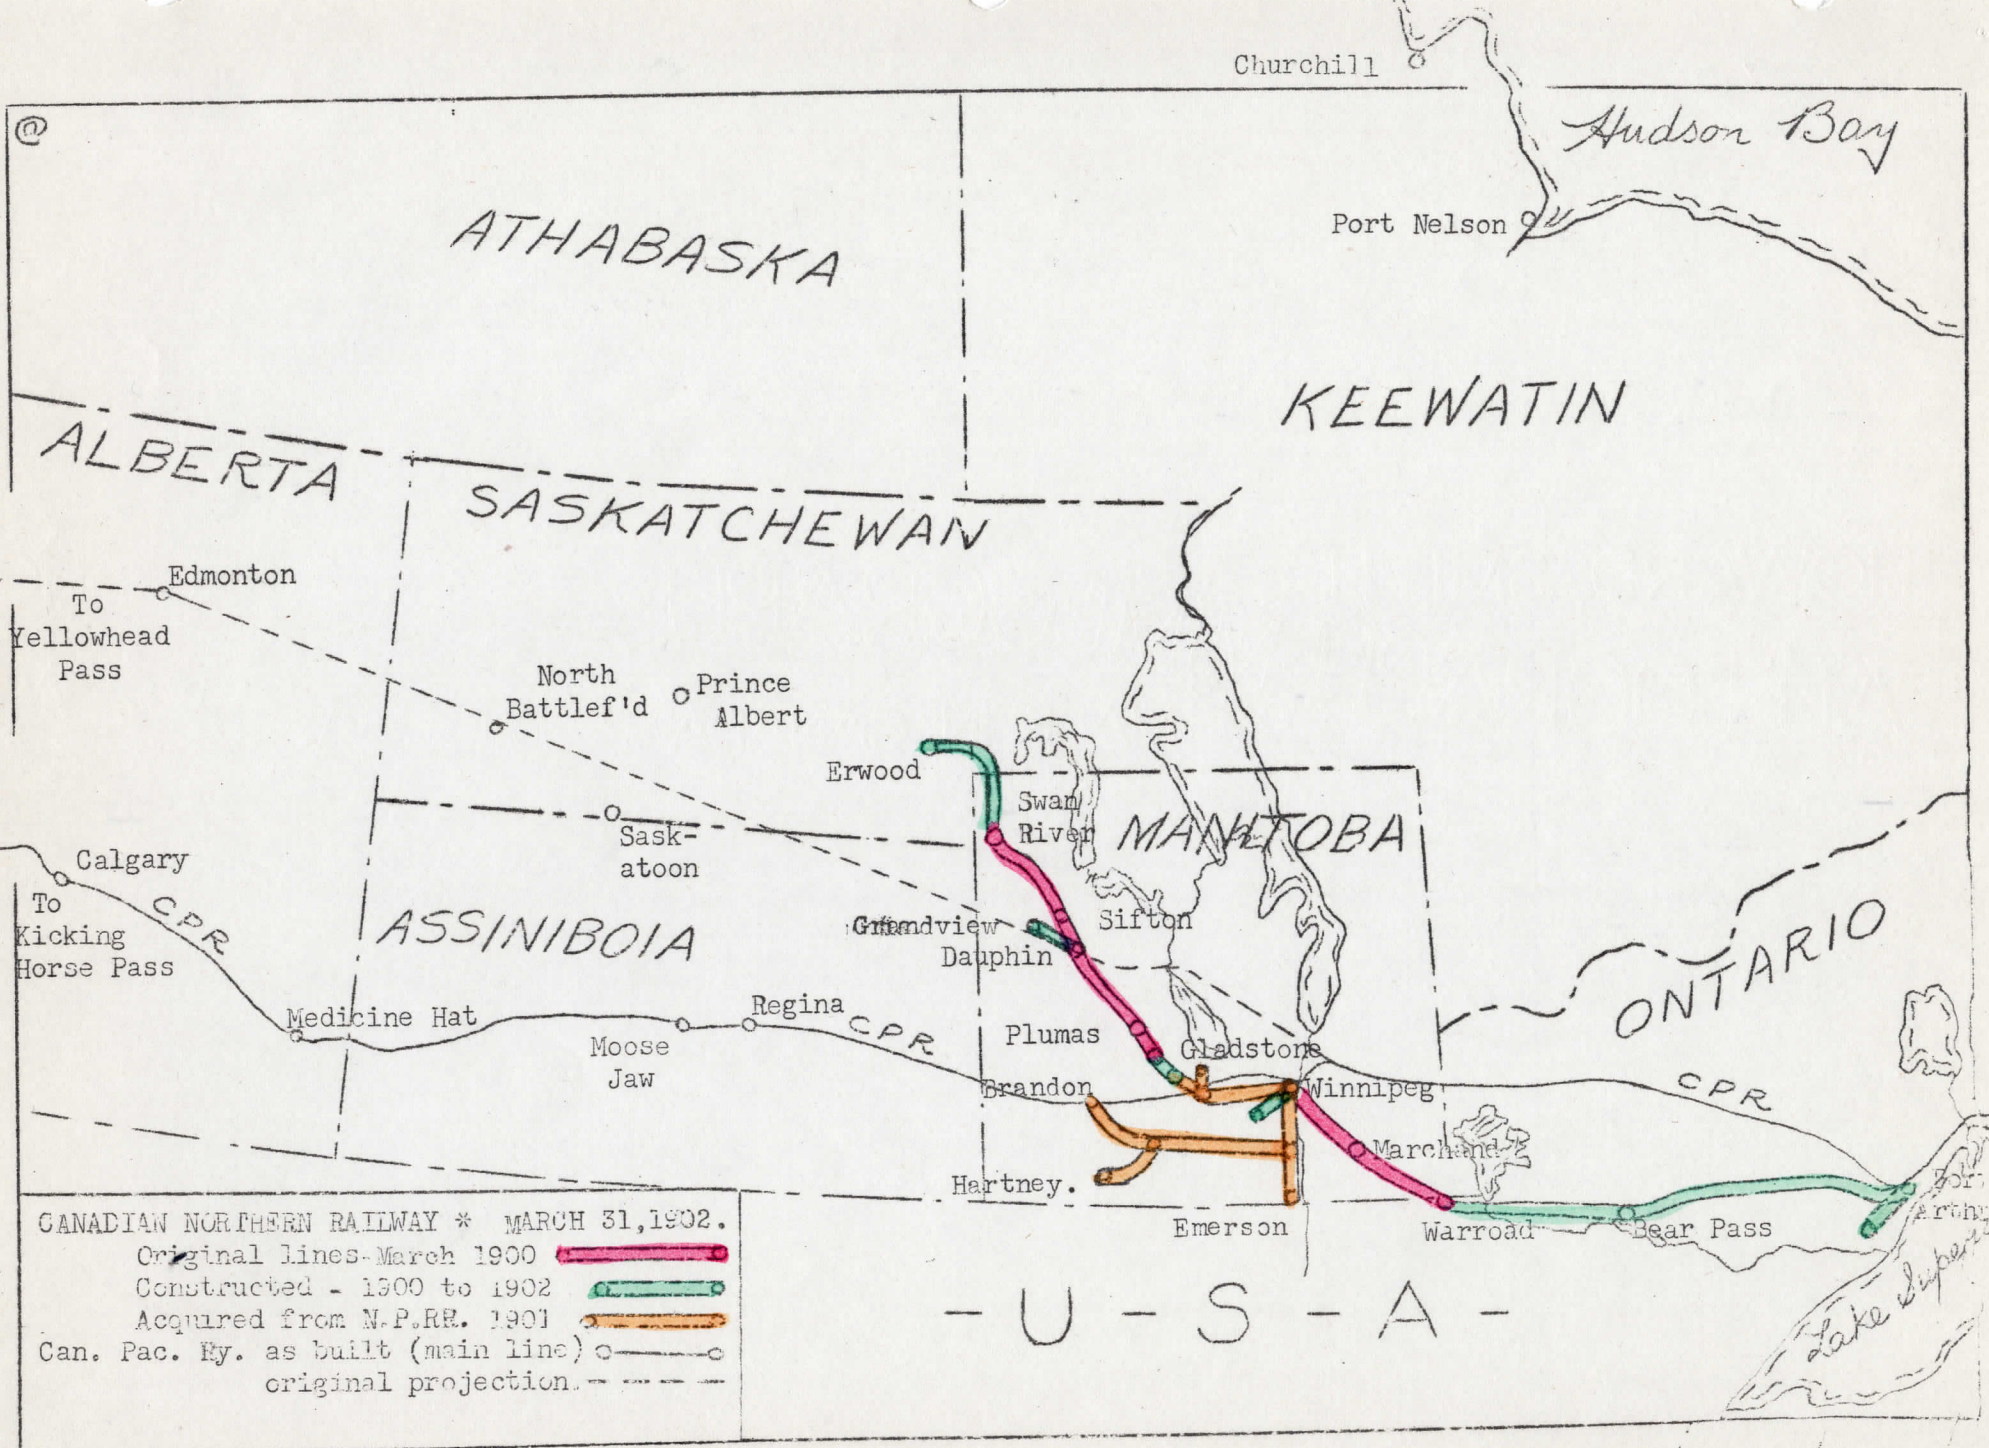 Churchill
@
Hudson Bay
Port Nelson
ATHABASKA
KEEWATIN
ALBERTA
SASKATCHEWAN
Edmonton
To
Yellowhead
Pass
North
Battlef'd
Prince
Albert
Erwood
Swan
River
MANITOBA
Sask-
atoon
Calgary
CPR
To
Kicking
Horse Pass
ASSINIBOIA
Grandview
Sifton
Dauphin
ONTARIO
Medicine Hat
Moose
Jaw
Regina
CPR
Plumas
Gladstone
Brandon
Winnipeg
CPR
Marchand
Hartney.
Emerson
Warroad
Bear Pass
Lake
- U - S - A -
CANADIAN NORTHERN RAILWAY * MARCH 31,1902.
Original lines-March 1900
Constructed - 1900 to 1902
Acquired from N.P.RR. 1901
Can. Pac. Ry. as built (main line)
original projection.